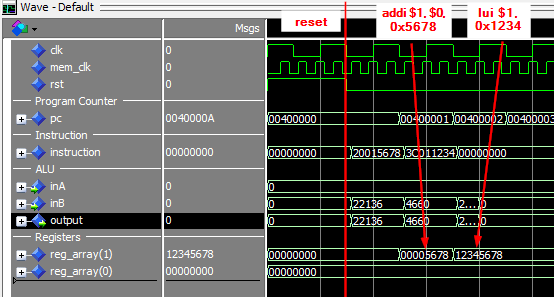 Wave - Default
Msgs
reset
addi $1, $0,
0x5678
lui $1,
0x1234
clk 0
mem_clk 0
rst 0
Program Counter
pc 0040000A 00400000 00400001 00400002 00400003
Instruction
instruction 00000000 00000000 20015678 3C011234 00000000
ALU
inA 0 0
inB 0 0 22136 4660 2... 0
output 0 0 22136 4660 2... 0
Registers
reg_array(1) 12345678 00000000 00005678 12345678
reg_array(0) 00000000 00000000